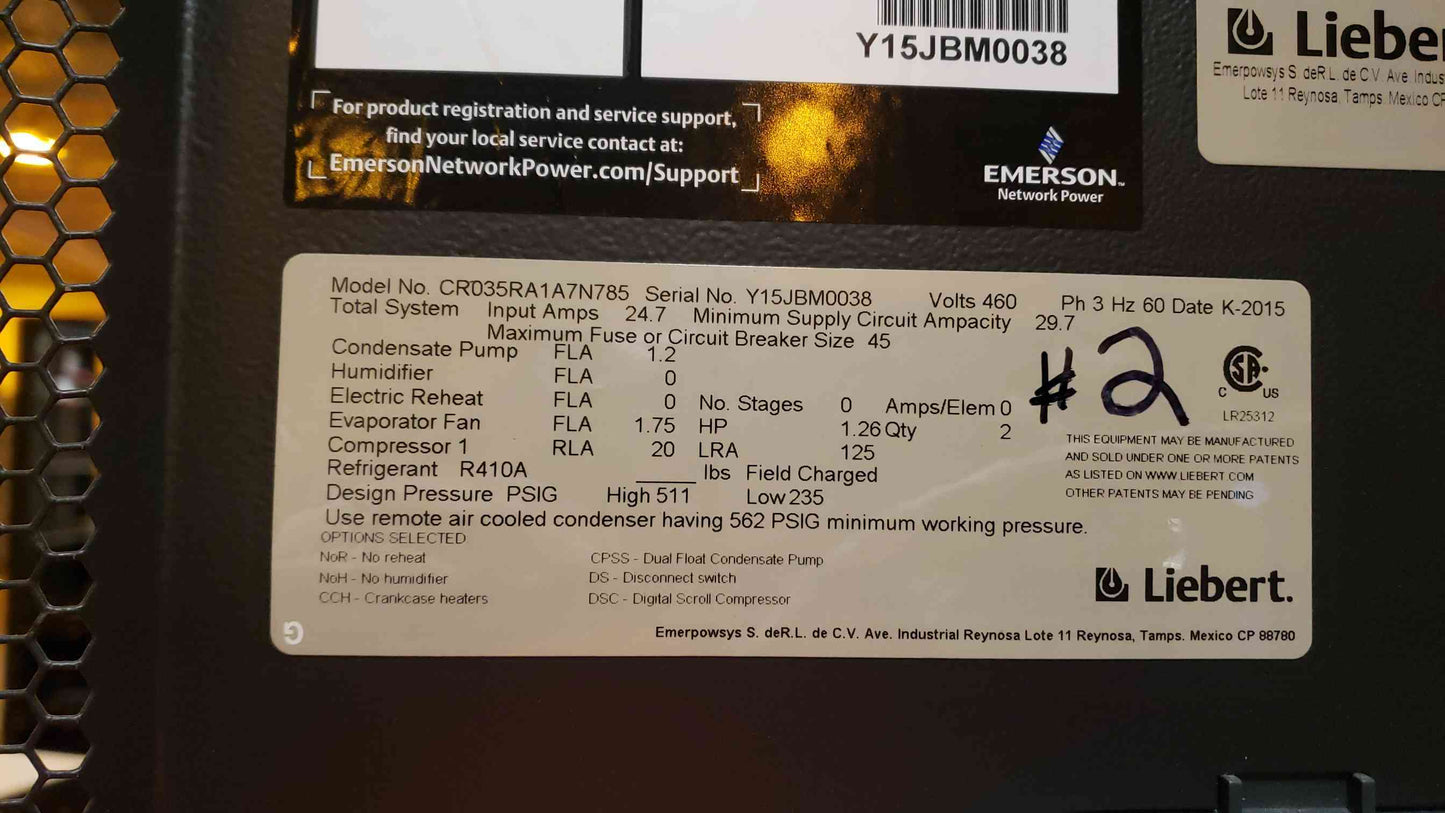 Y15JBM0038
For product registration and service support,
find your local service contact at:
EmersonNetworkPower.com/Support
EMERSON™
Network Power
Emerpowsys S. deR.L. de C.V. Ave.
Lote 11 Reynosa, Tamps. Mexico
Model No. CR035RA1A7N785 Serial No. Y15JBM0038 Volts 460 Ph 3 Hz 60 Date K-2015
Total System Input Amps 24.7 Minimum Supply Circuit Ampacity 29.7
Maximum Fuse or Circuit Breaker Size 45
Condensate Pump FLA 1.2
Humidifier FLA 0
Electric Reheat FLA 0 No. Stages 0 Amps/Elem 0
Evaporator Fan FLA 1.75 HP 1.26 Qty 2
Compressor 1 RLA 20 LRA 125
Refrigerant R410A _____ lbs Field Charged
Design Pressure PSIG High 511 Low 235
Use remote air cooled condenser having 562 PSIG minimum working pressure.
OPTIONS SELECTED
NoR - No reheat CPSS - Dual Float Condensate Pump
NoH - No humidifier DS - Disconnect switch
CCH - Crankcase heaters DSC - Digital Scroll Compressor
#2
C SA US
LR25312
THIS EQUIPMENT MAY BE MANUFACTURED
AND SOLD UNDER ONE OR MORE PATENTS
AS LISTED ON WWW.LIEBERT.COM
OTHER PATENTS MAY BE PENDING
Liebert.
G
Emerpowsys S. deR.L. de C.V. Ave. Industrial Reynosa Lote 11 Reynosa, Tamps. Mexico CP 88780